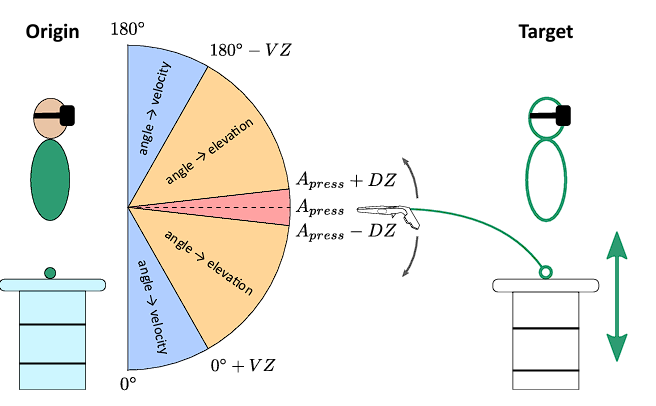 Origin
Target
180°
180° − VZ
angle → velocity
angle → elevation
A_press + DZ
A_press
A_press − DZ
angle → elevation
angle → velocity
0° + VZ
0°